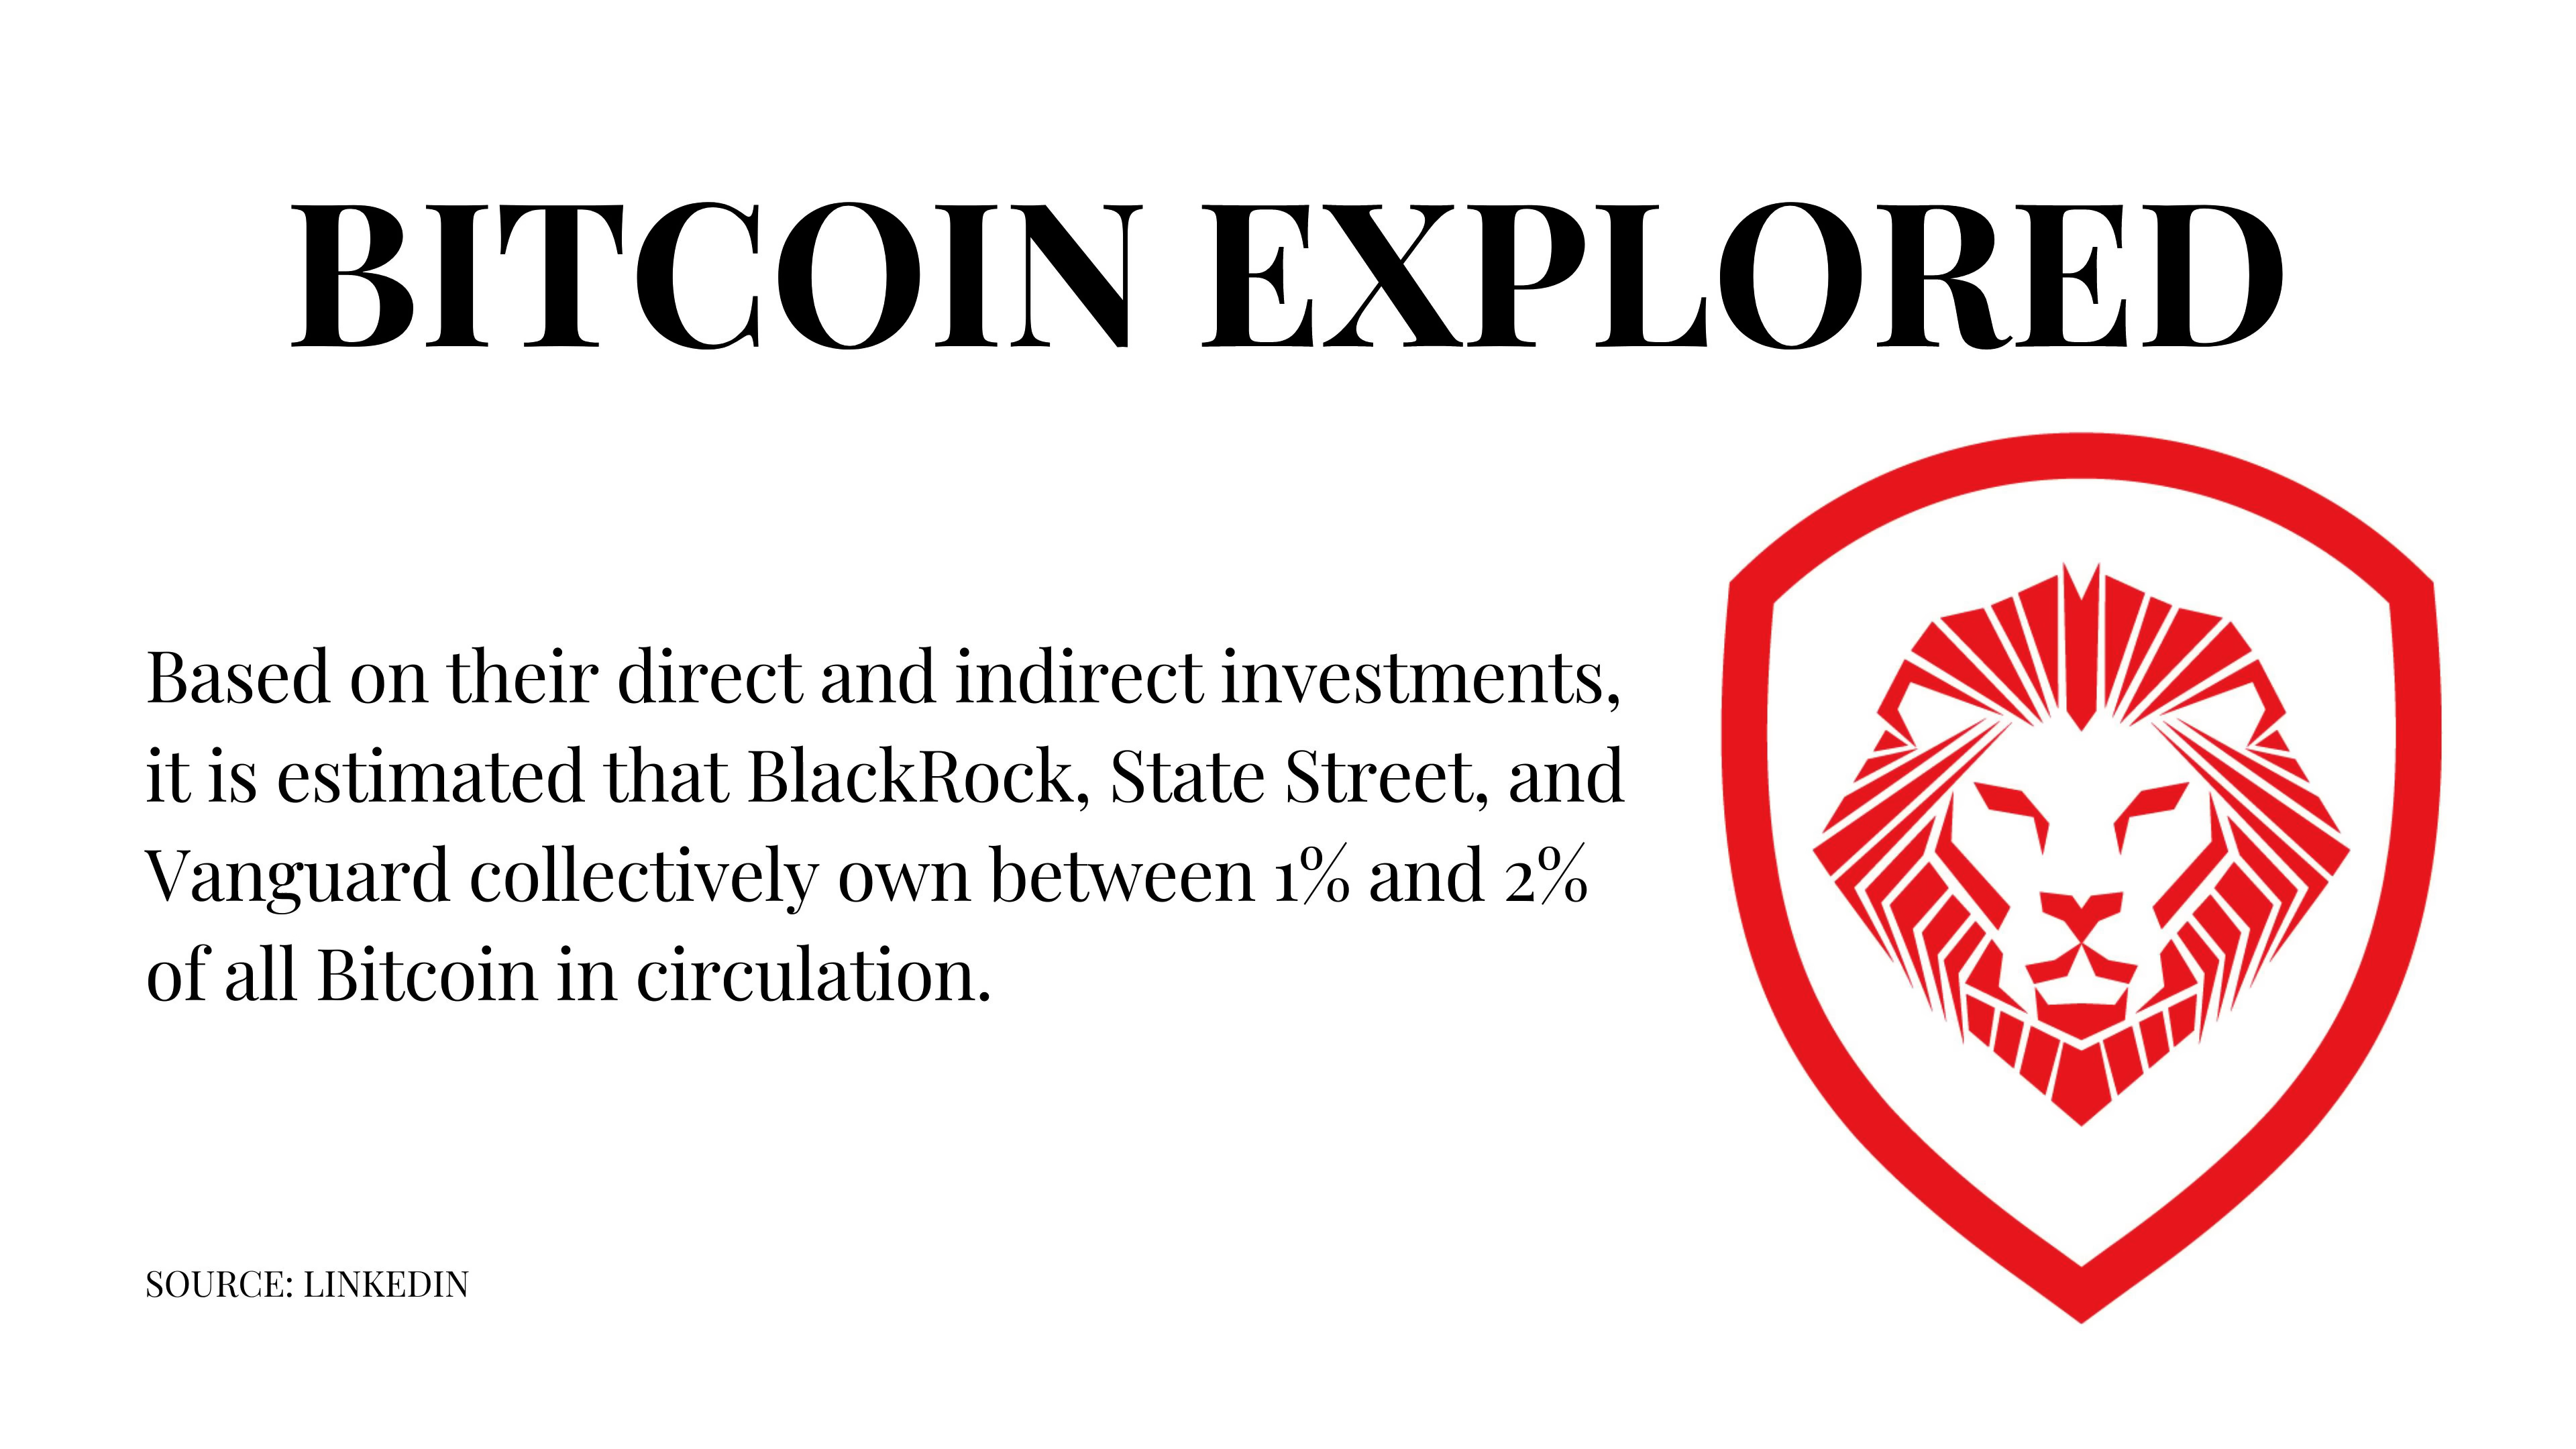 BITCOIN EXPLORED
Based on their direct and indirect investments,
it is estimated that BlackRock, State Street, and
Vanguard collectively own between 1% and 2%
of all Bitcoin in circulation.
SOURCE: LINKEDIN